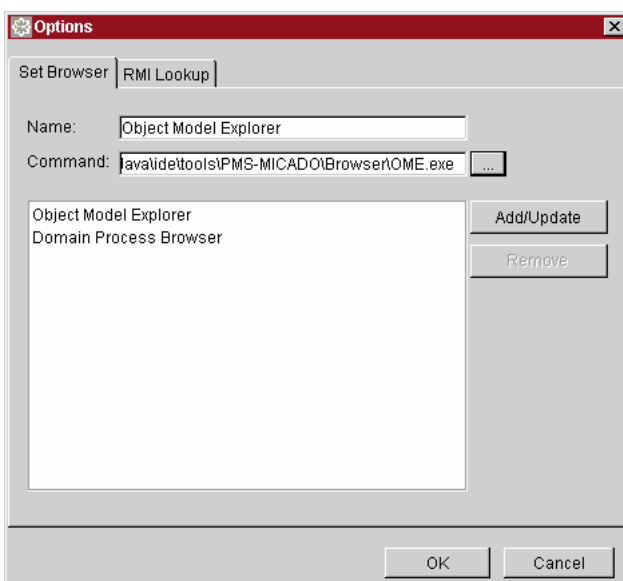 Options
Set Browser
RMI Lookup
Name:
Object Model Explorer
Command:
lava\ide\tools\PMS-MICADO\Browser\OME.exe
...
Object Model Explorer
Domain Process Browser
Add/Update
Remove
OK
Cancel